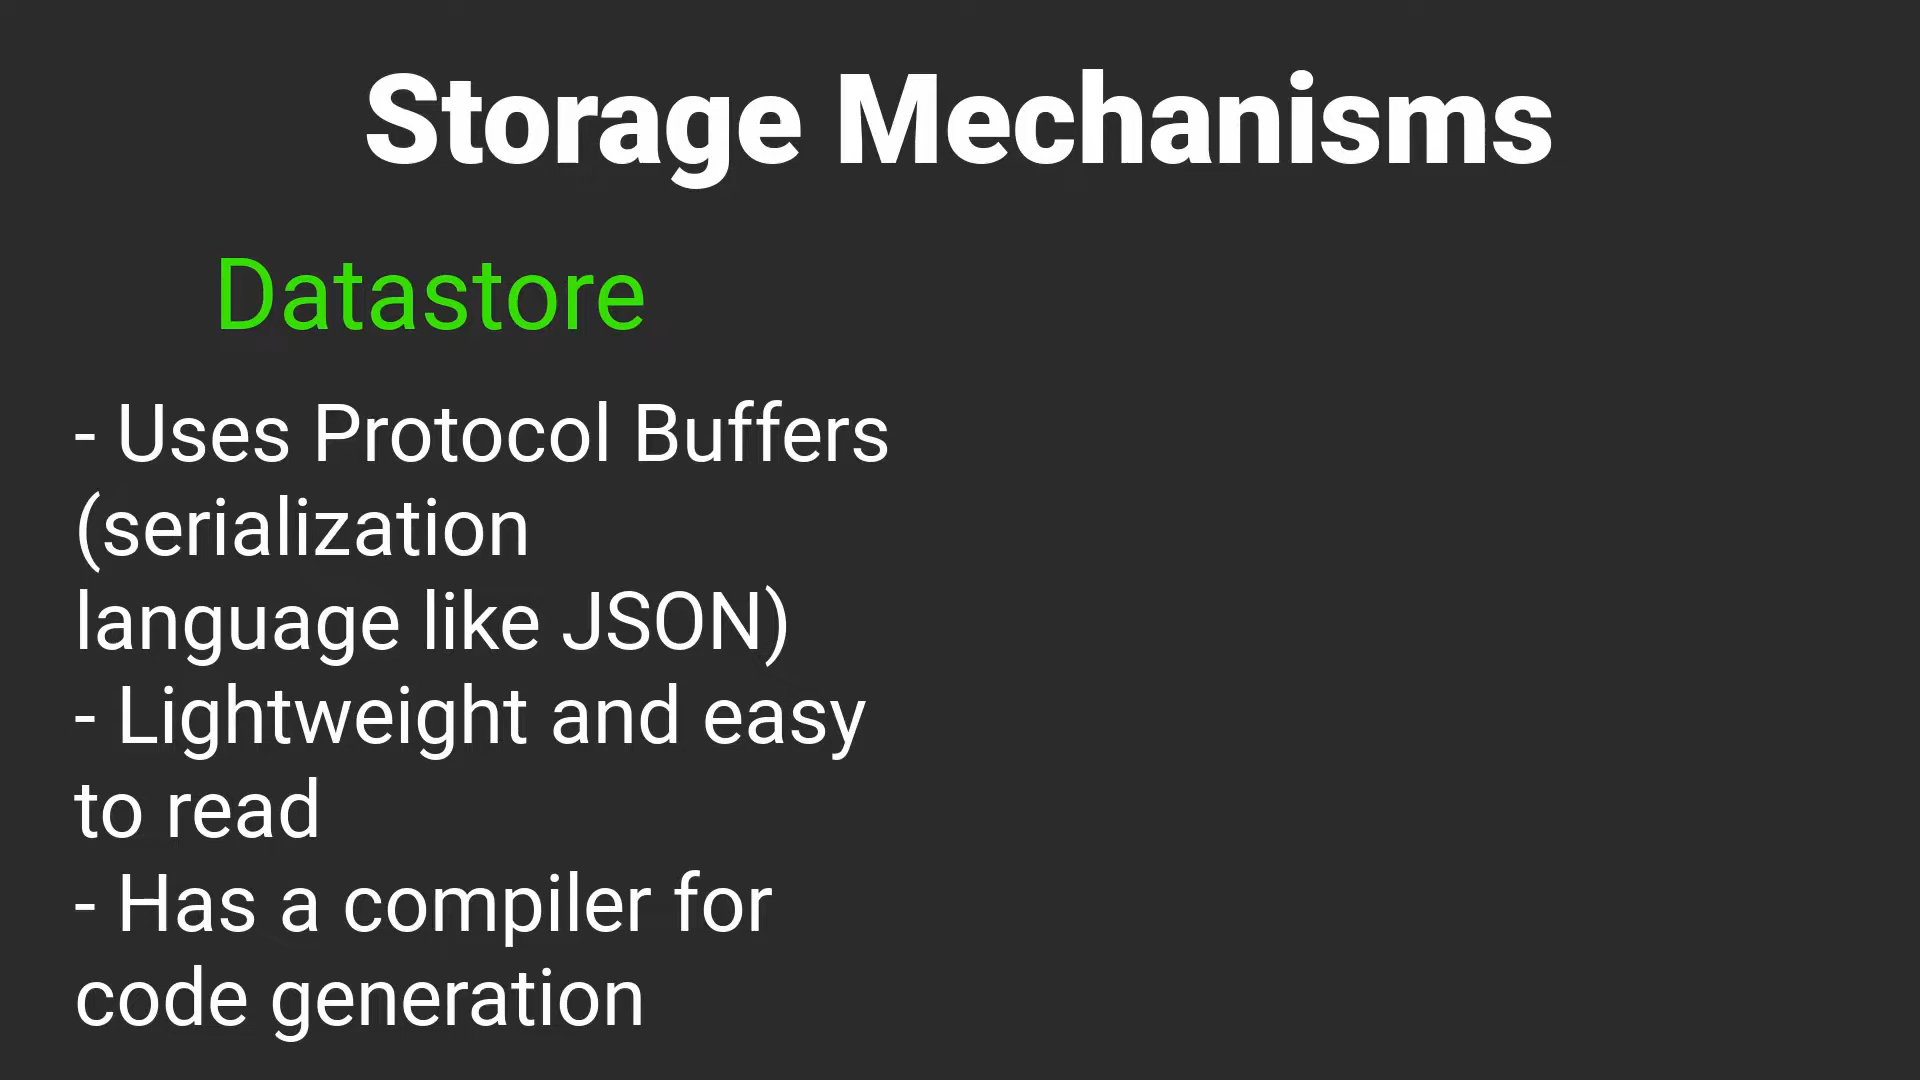 Storage Mechanisms
Datastore
- Uses Protocol Buffers
(serialization
language like JSON)
- Lightweight and easy
to read
- Has a compiler for
code generation